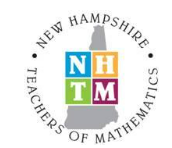 • NEW HAMPSHIRE •
NH
TM
TEACHERS OF MATHEMATICS